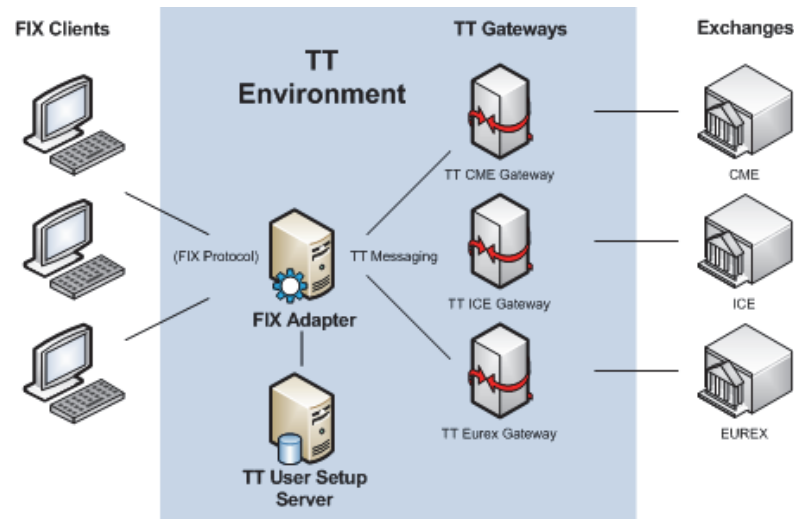 FIX Clients
TT
Environment
TT Gateways
Exchanges
TT CME Gateway
CME
(FIX Protocol)
TT Messaging
TT ICE Gateway
ICE
FIX Adapter
TT Eurex Gateway
EUREX
TT User Setup
Server